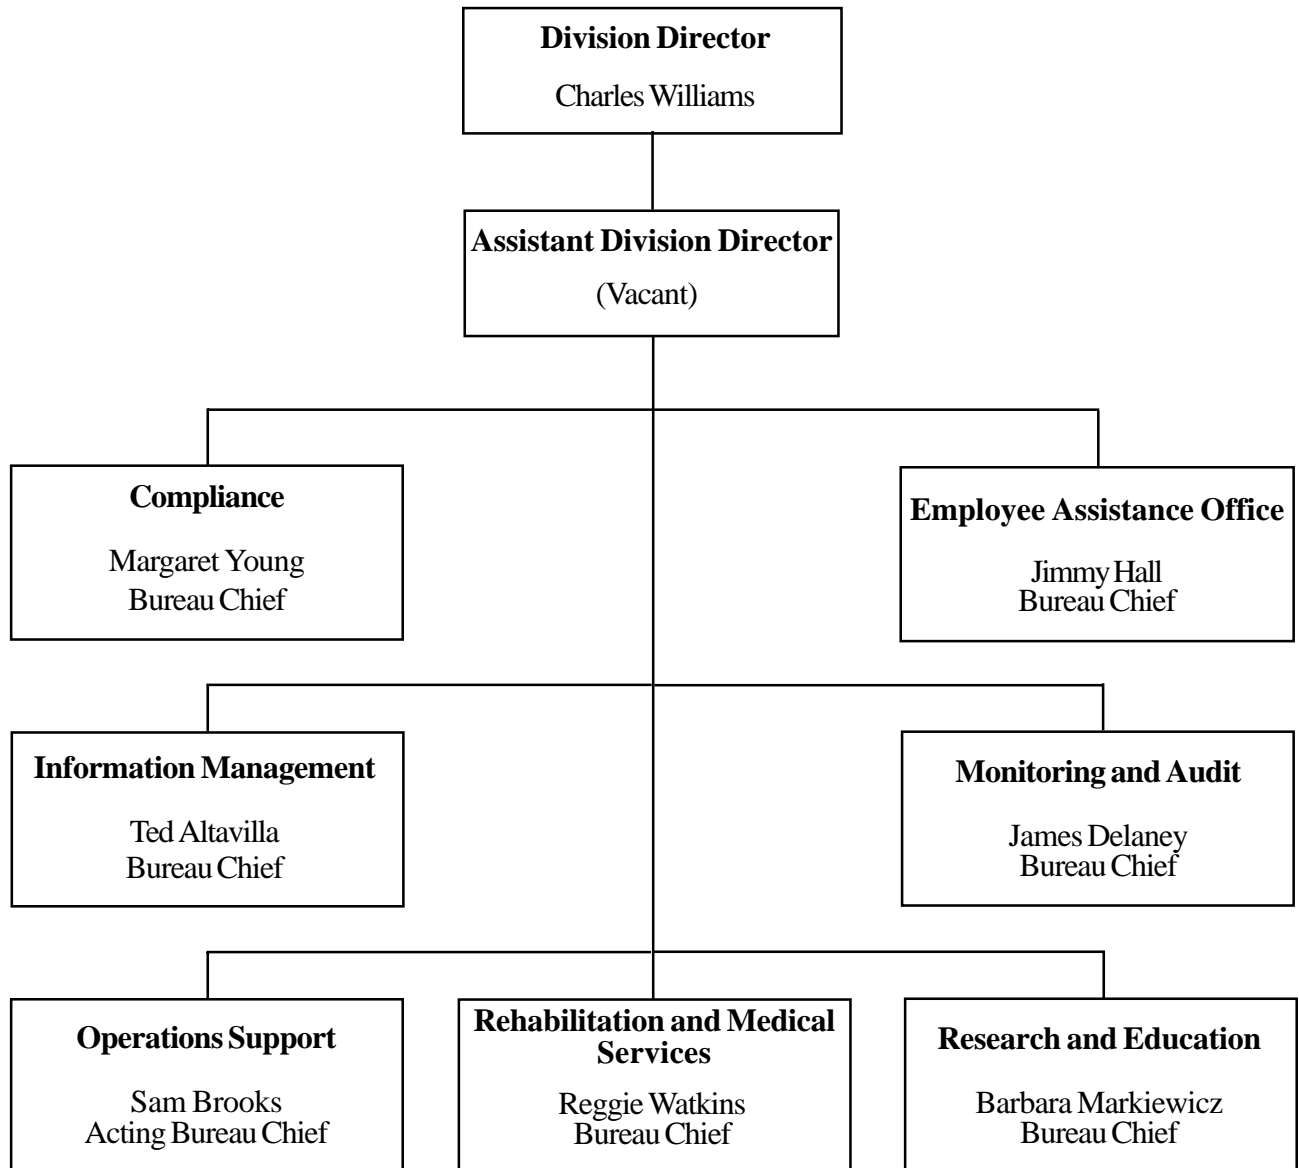 Division Director
Charles Williams
Assistant Division Director
(Vacant)
Compliance
Margaret Young
Bureau Chief
Employee Assistance Office
Jimmy Hall
Bureau Chief
Information Management
Ted Altavilla
Bureau Chief
Monitoring and Audit
James Delaney
Bureau Chief
Operations Support
Sam Brooks
Acting Bureau Chief
Rehabilitation and Medical
Services
Reggie Watkins
Bureau Chief
Research and Education
Barbara Markiewicz
Bureau Chief